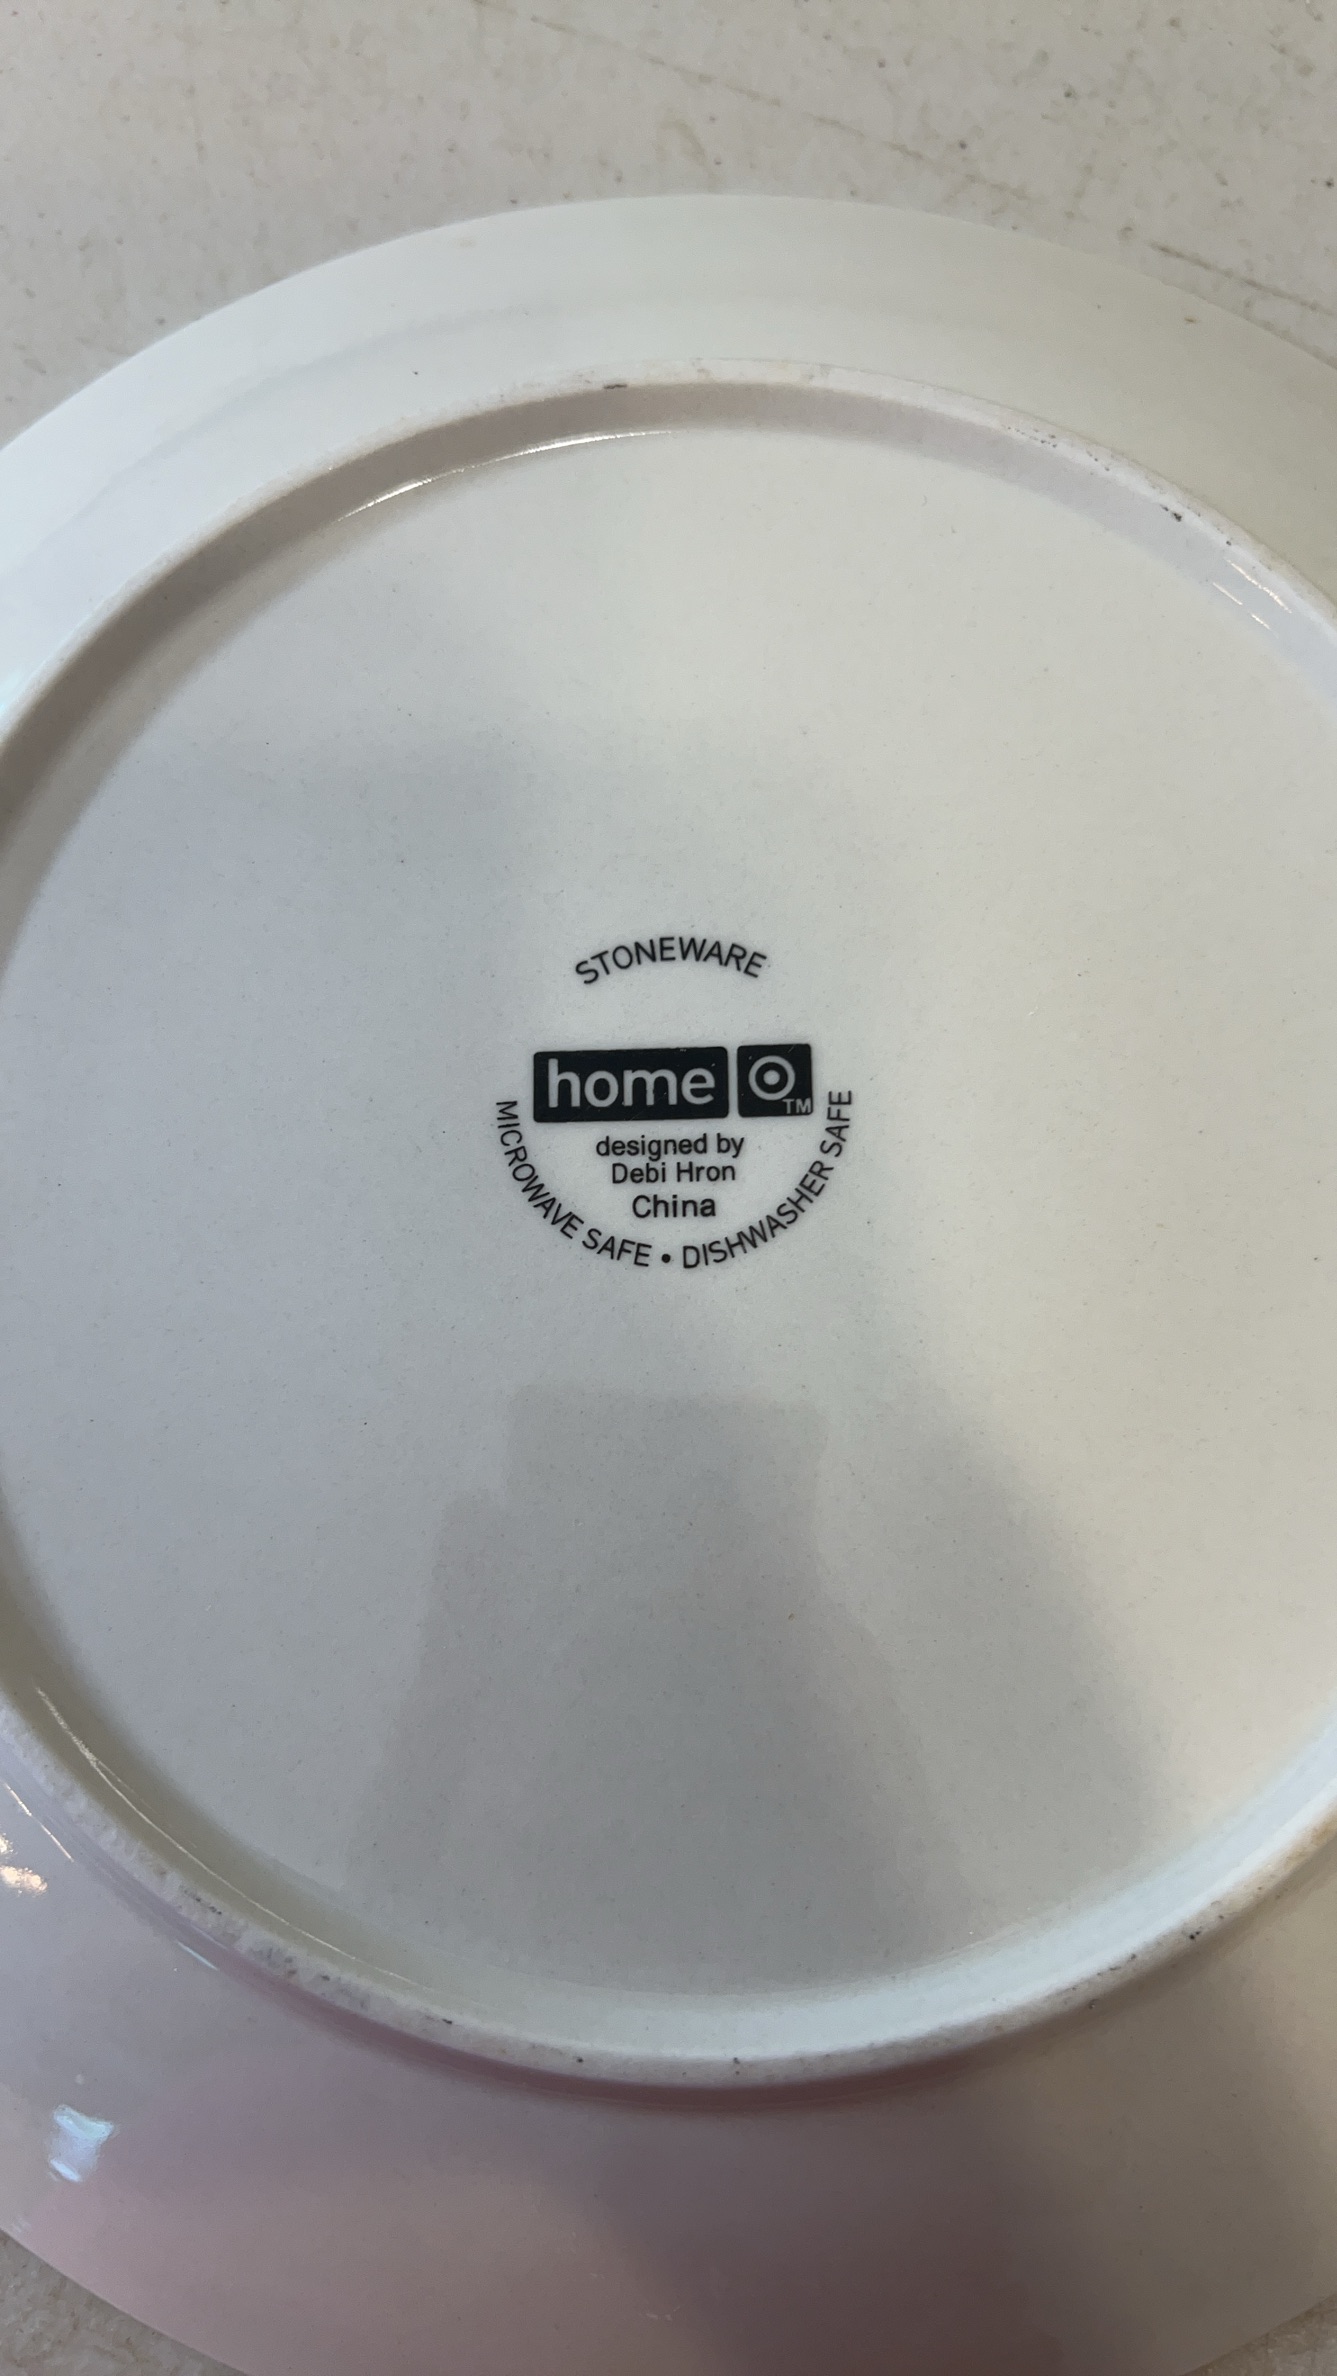 STONEWARE
home
TM
designed by
Debi Hron
China
MICROWAVE SAFE • DISHWASHER SAFE